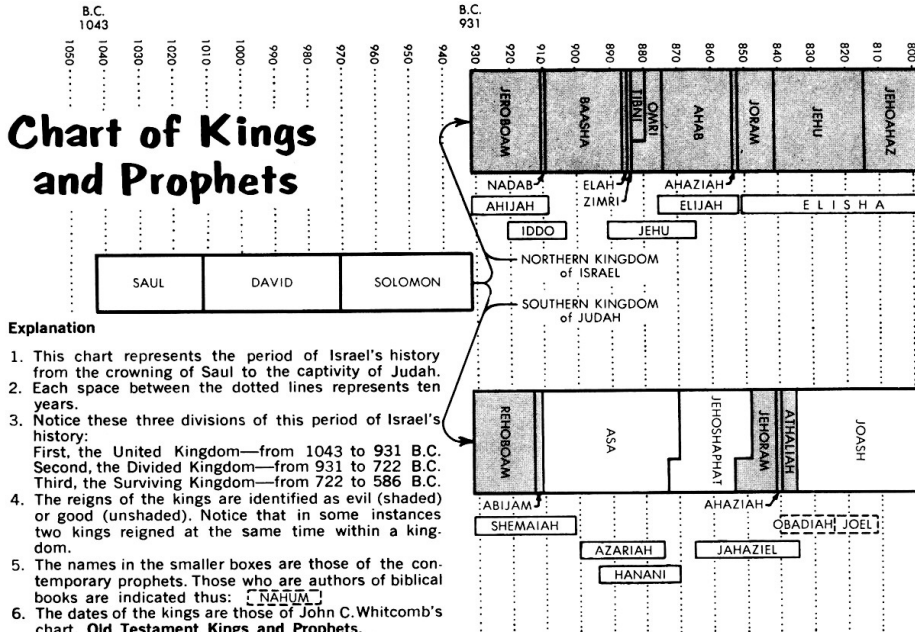 B.C.
1043
B.C.
931
1050
1040
1030
1020
1010
1000
990
980
970
960
950
940
930
920
910
900
890
880
870
860
850
840
830
820
810
800
Chart of Kings
and Prophets
JEROBOAM
BAASHA
TIBNI
OMRI
AHAB
JORAM
JEHU
JEHOAHAZ
NADAB
ELAH
ZIMRI
AHAZIAH
AHIJAH
ELIJAH
ELISHA
IDDO
JEHU
NORTHERN KINGDOM
of ISRAEL
SAUL
DAVID
SOLOMON
SOUTHERN KINGDOM
of JUDAH
Explanation
1. This chart represents the period of Israel's history
from the crowning of Saul to the captivity of Judah.
2. Each space between the dotted lines represents ten
years.
3. Notice these three divisions of this period of Israel's
history:
First, the United Kingdom—from 1043 to 931 B.C.
Second, the Divided Kingdom—from 931 to 722 B.C.
Third, the Surviving Kingdom—from 722 to 586 B.C.
4. The reigns of the kings are identified as evil (shaded)
or good (unshaded). Notice that in some instances
two kings reigned at the same time within a king-
dom.
5. The names in the smaller boxes are those of the con-
temporary prophets. Those who are authors of biblical
books are indicated thus: NAHUM
6. The dates of the kings are those of John C. Whitcomb's
chart, Old Testament Kings and Prophets.
REHOBOAM
ASA
JEHOSHAPHAT
JEHORAM
ATHALIAH
JOASH
ABIJAM
AHAZIAH
SHEMAIAH
OBADIAH
JOEL
AZARIAH
JAHAZIEL
HANANI